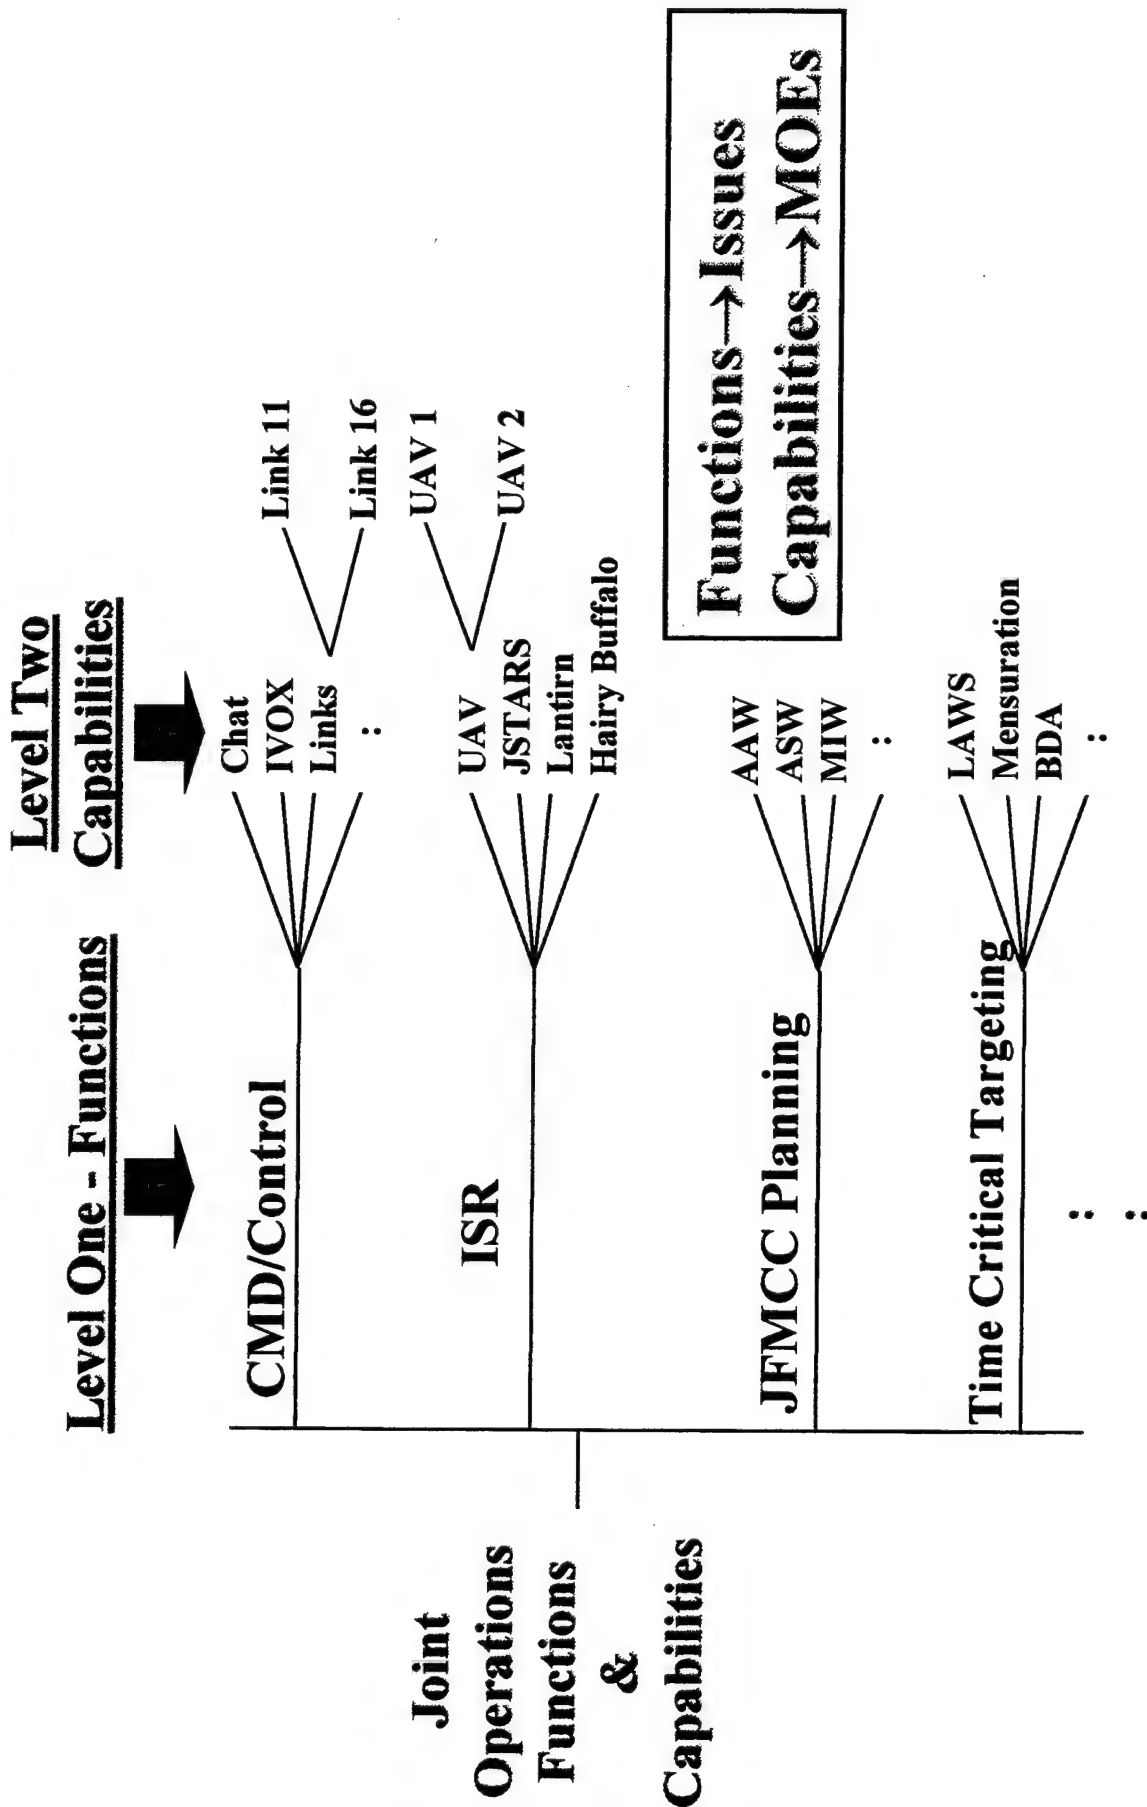 Level One - Functions
Level Two
Capabilities
Joint
Operations
Functions
&
Capabilities
CMD/Control
Chat
IVOX
Links
:
Link 11
Link 16
ISR
UAV
JSTARS
Lantirn
Hairy Buffalo
UAV 1
UAV 2
JFMCC Planning
AAW
ASW
MIW
:
Time Critical Targeting
LAWS
Mensuration
BDA
:
:
:
Functions→Issues
Capabilities→MOEs